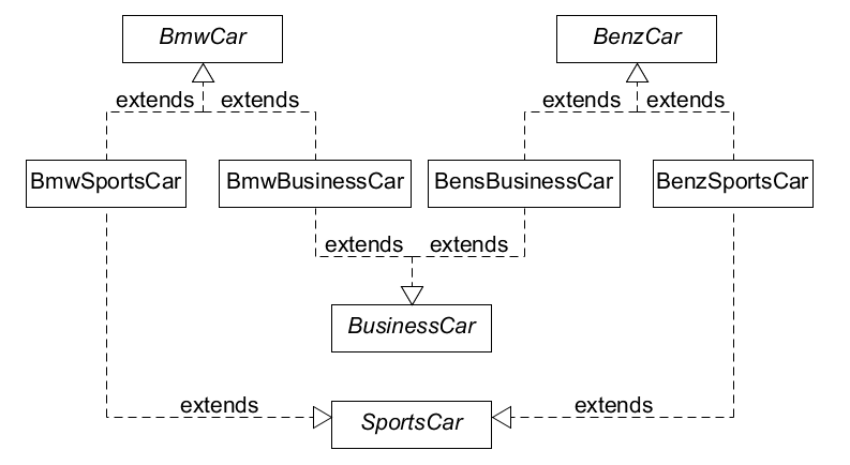 BmwCar
BenzCar
extends extends
extends extends
BmwSportsCar
BmwBusinessCar
BensBusinessCar
BenzSportsCar
extends extends
BusinessCar
extends
extends
SportsCar